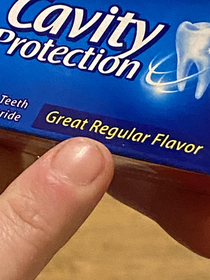 Cavity
Protection
Teeth
ride
Great Regular Flavor